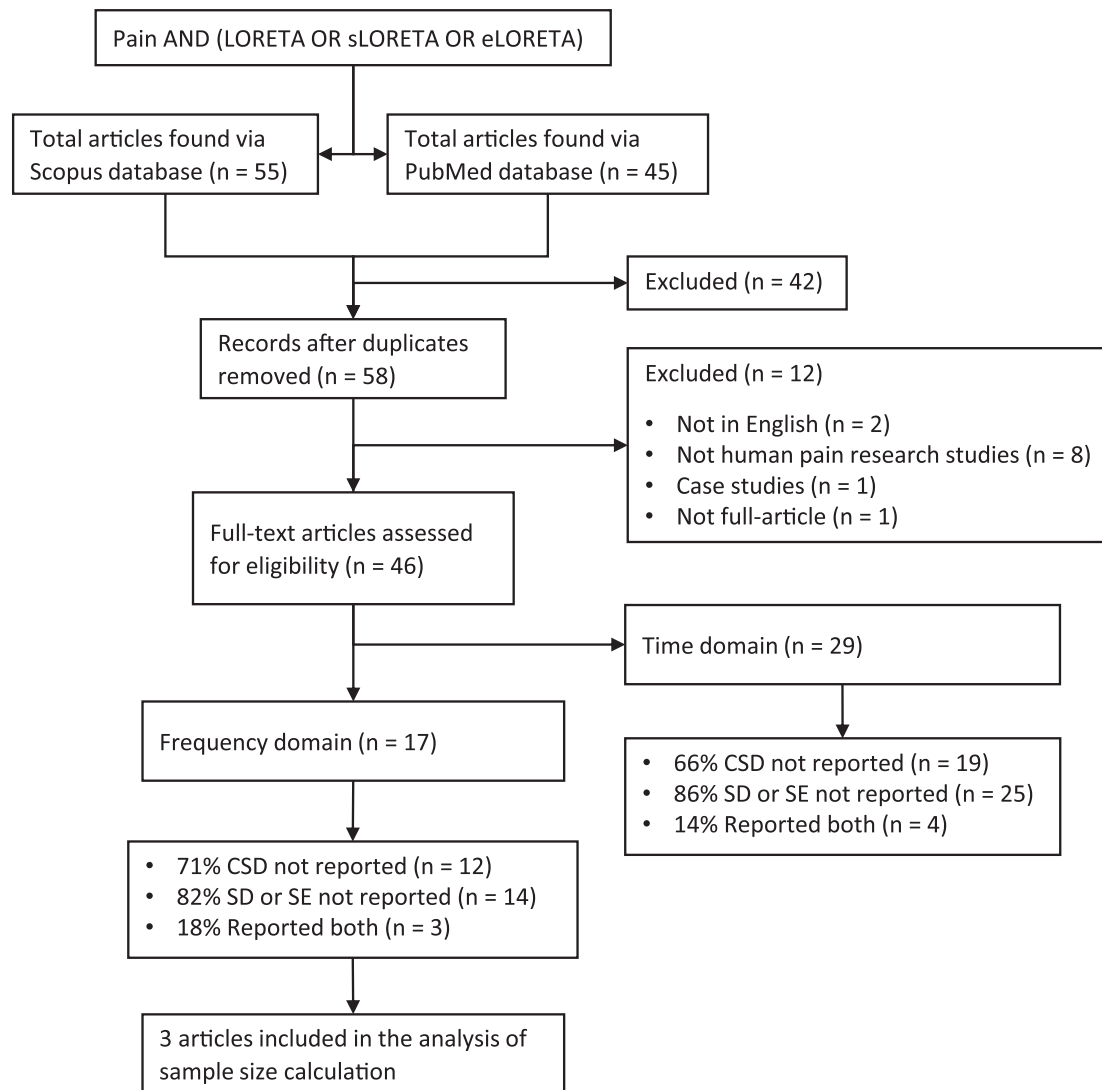 Pain AND (LORETA OR sLORETA OR eLORETA)
Total articles found via
Scopus database (n = 55)
Total articles found via
PubMed database (n = 45)
Excluded (n = 42)
Records after duplicates
removed (n = 58)
Excluded (n = 12)
• Not in English (n = 2)
• Not human pain research studies (n = 8)
• Case studies (n = 1)
• Not full-article (n = 1)
Full-text articles assessed
for eligibility (n = 46)
Time domain (n = 29)
Frequency domain (n = 17)
• 66% CSD not reported (n = 19)
• 86% SD or SE not reported (n = 25)
• 14% Reported both (n = 4)
• 71% CSD not reported (n = 12)
• 82% SD or SE not reported (n = 14)
• 18% Reported both (n = 3)
3 articles included in the analysis of
sample size calculation